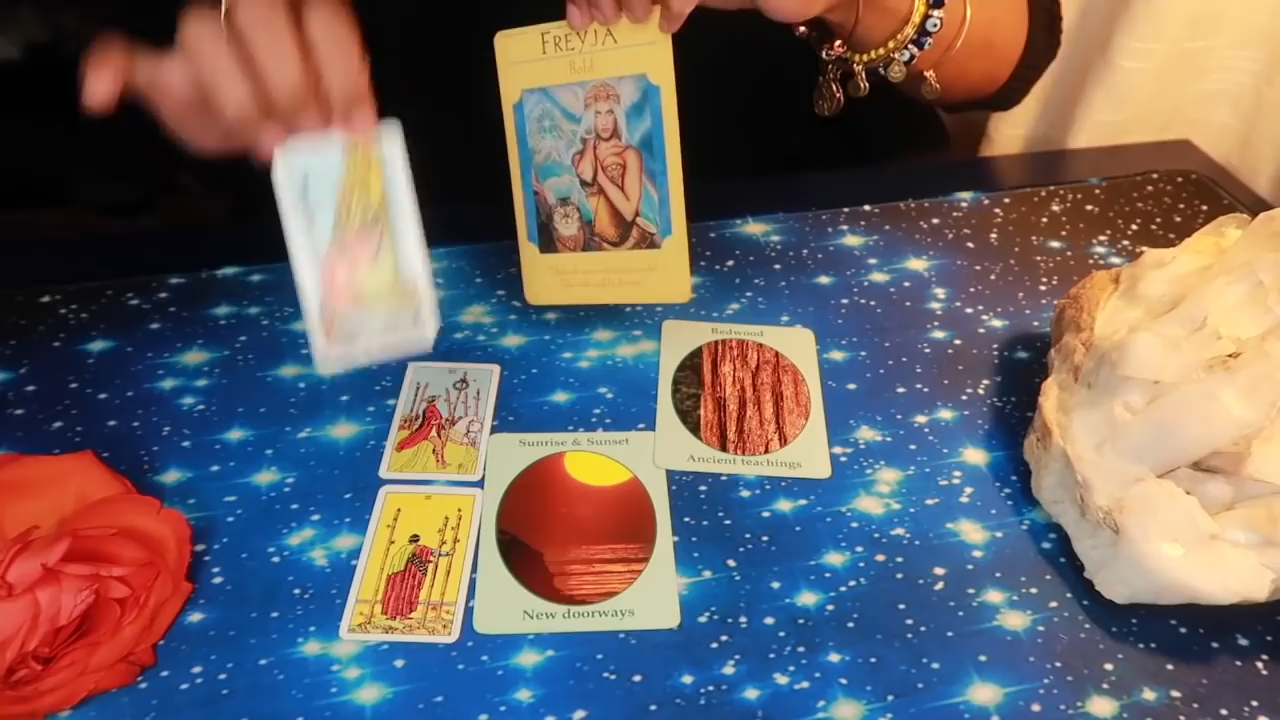 FREYJA
Bold
Redwood
Ancient teachings
Sunrise & Sunset
New doorways